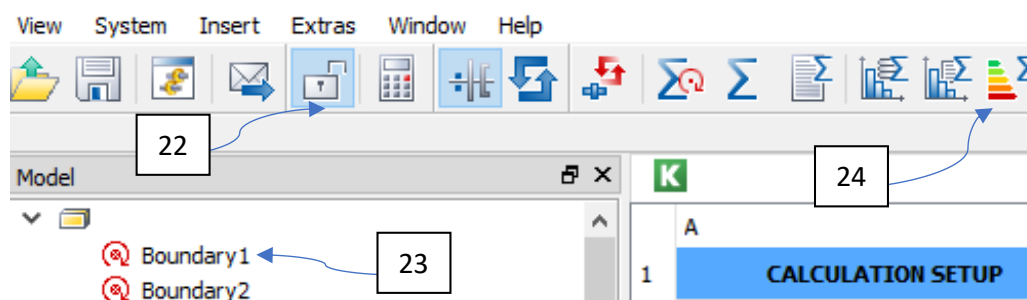 View System Insert Extras Window Help
22
24
Model
K
A
Boundary1
23
1 CALCULATION SETUP
Boundary2